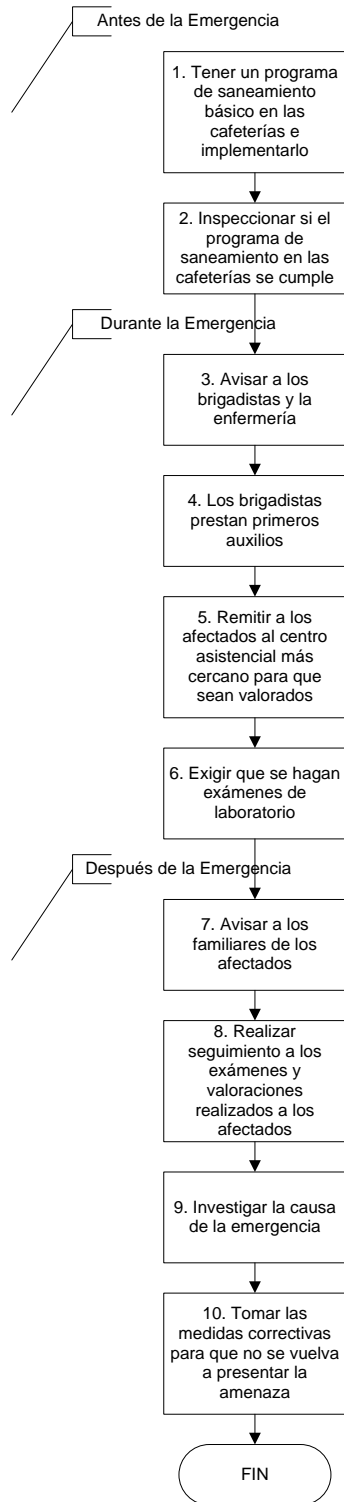 Antes de la Emergencia
1. Tener un programa
de saneamiento
básico en las
cafeterías e
implementarlo
2. Inspeccionar si el
programa de
saneamiento en las
cafeterías se cumple
Durante la Emergencia
3. Avisar a los
brigadistas y la
enfermería
4. Los brigadistas
prestan primeros
auxilios
5. Remitir a los
afectados al centro
asistencial más
cercano para que
sean valorados
6. Exigir que se hagan
exámenes de
laboratorio
Después de la Emergencia
7. Avisar a los
familiares de los
afectados
8. Realizar
seguimiento a los
exámenes y
valoraciones
realizados a los
afectados
9. Investigar la causa
de la emergencia
10. Tomar las
medidas correctivas
para que no se vuelva
a presentar la
amenaza
FIN